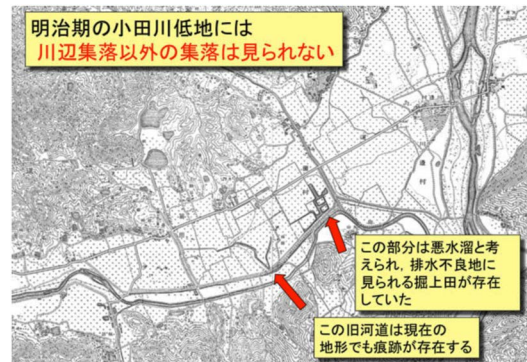 明治期の小田川低地には
川辺集落以外の集落は見られない
この部分は悪水溜と考
えられ，排水不良地に
見られる掘上田が存在
していた
この旧河道は現在の
地形でも痕跡が存在する